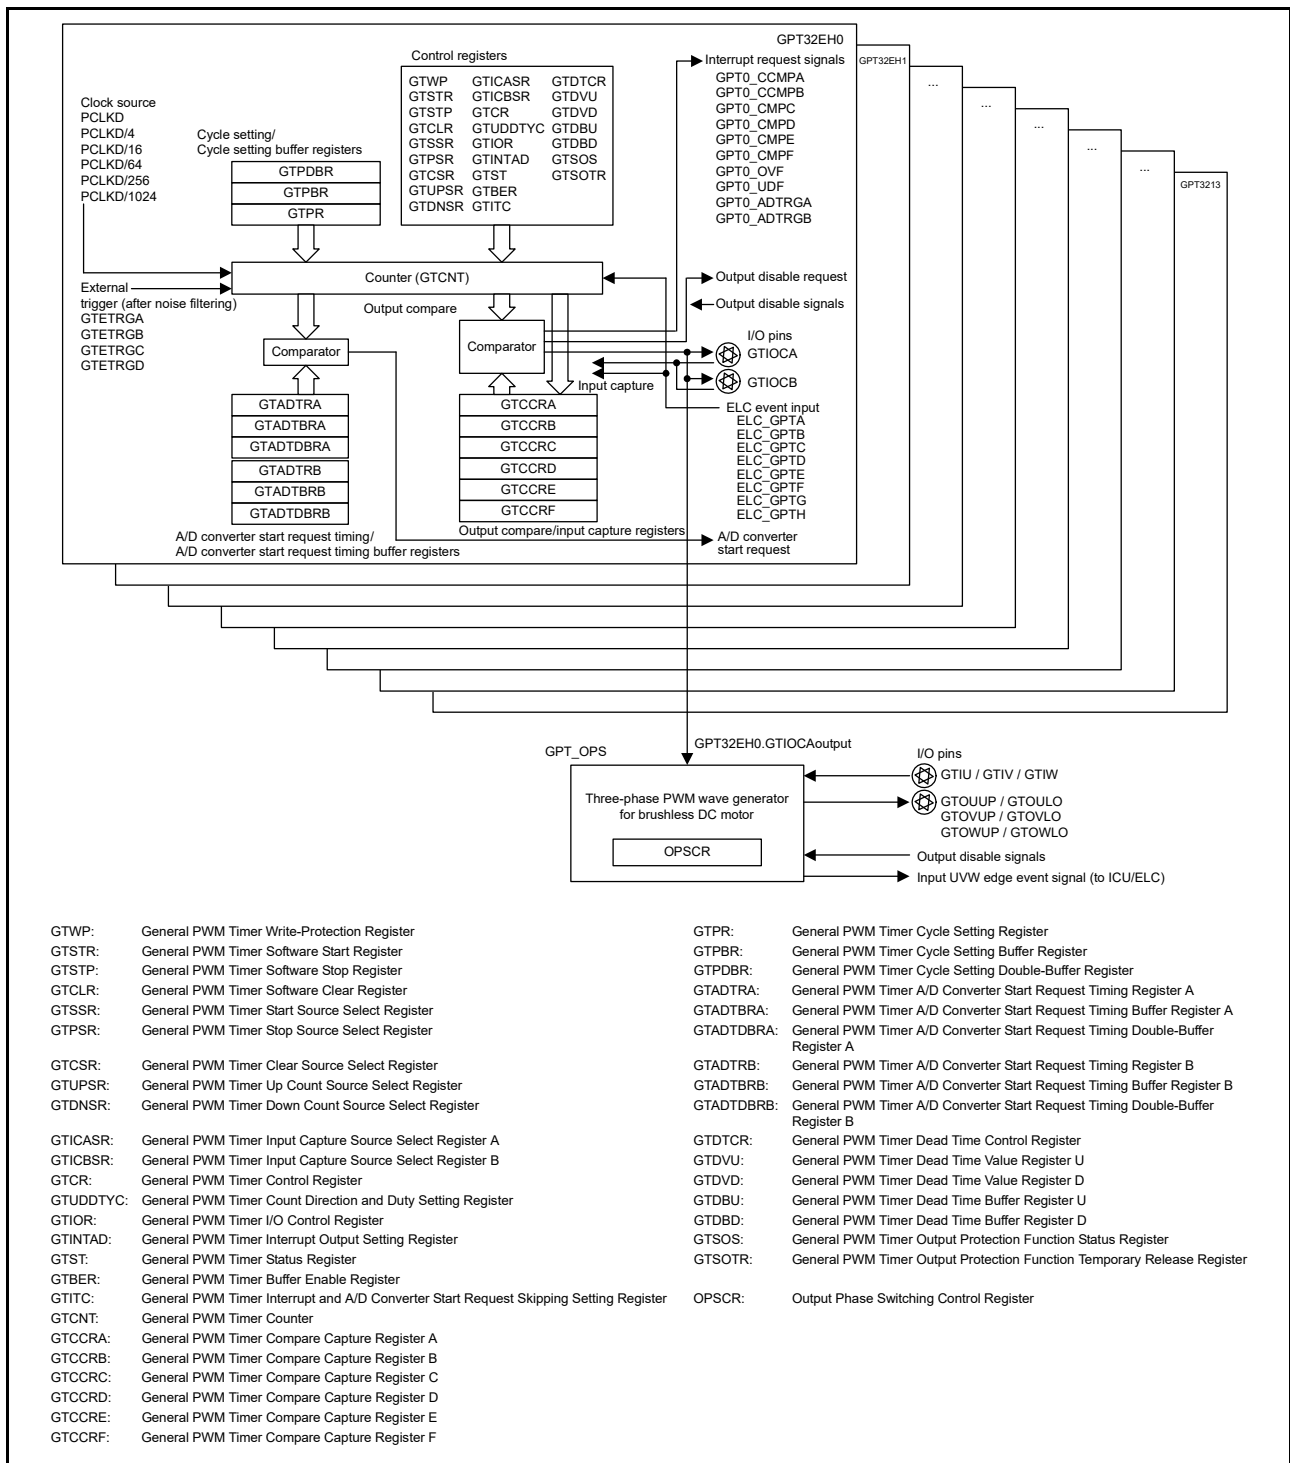 GPT32EH0
GPT32EH1
...
...
...
...
...
GPT3213
Control registers
GTWP GTICASR GTDTCR
GTSTR GTICBSR GTDVU
GTSTP GTCR GTDVD
GTCLR GTUDDTYC GTDBU
GTSSR GTIOR GTDBD
GTPSR GTINTAD GTSOS
GTCSR GTST GTSOTR
GTUPSR GTBER
GTDNSR GTITC
Interrupt request signals
GPT0_CCMPA
GPT0_CCMPB
GPT0_CMPC
GPT0_CMPD
GPT0_CMPE
GPT0_CMPF
GPT0_OVF
GPT0_UDF
GPT0_ADTRGA
GPT0_ADTRGB
Clock source
PCLKD
PCLKD/4
PCLKD/16
PCLKD/64
PCLKD/256
PCLKD/1024
Cycle setting/
Cycle setting buffer registers
GTPDBR
GTPBR
GTPR
Counter (GTCNT)
External
trigger (after noise filtering)
GTETRGA
GTETRGB
GTETRGC
GTETRGD
Output compare
Comparator
Comparator
Output disable request
Output disable signals
I/O pins
GTIOCA
GTIOCB
Input capture
GTADTRA
GTADTBRA
GTADTDBRA
GTADTRB
GTADTBRB
GTADTDBRB
GTCCRA
GTCCRB
GTCCRC
GTCCRD
GTCCRE
GTCCRF
ELC event input
ELC_GPTA
ELC_GPTB
ELC_GPTC
ELC_GPTD
ELC_GPTE
ELC_GPTF
ELC_GPTG
ELC_GPTH
A/D converter start request timing/
A/D converter start request timing buffer registers
Output compare/input capture registers
A/D converter
start request
GPT_OPS
GPT32EH0.GTIOCAoutput
Three-phase PWM wave generator
for brushless DC motor
OPSCR
I/O pins
GTIU / GTIV / GTIW
GTOUUP / GTOULO
GTOVUP / GTOVLO
GTOWUP / GTOWLO
Output disable signals
Input UVW edge event signal (to ICU/ELC)
GTWP: General PWM Timer Write-Protection Register
GTSTR: General PWM Timer Software Start Register
GTSTP: General PWM Timer Software Stop Register
GTCLR: General PWM Timer Software Clear Register
GTSSR: General PWM Timer Start Source Select Register
GTPSR: General PWM Timer Stop Source Select Register
GTCSR: General PWM Timer Clear Source Select Register
GTUPSR: General PWM Timer Up Count Source Select Register
GTDNSR: General PWM Timer Down Count Source Select Register
GTICASR: General PWM Timer Input Capture Source Select Register A
GTICBSR: General PWM Timer Input Capture Source Select Register B
GTCR: General PWM Timer Control Register
GTUDDTYC: General PWM Timer Count Direction and Duty Setting Register
GTIOR: General PWM Timer I/O Control Register
GTINTAD: General PWM Timer Interrupt Output Setting Register
GTST: General PWM Timer Status Register
GTBER: General PWM Timer Buffer Enable Register
GTITC: General PWM Timer Interrupt and A/D Converter Start Request Skipping Setting Register
GTCNT: General PWM Timer Counter
GTCCRA: General PWM Timer Compare Capture Register A
GTCCRB: General PWM Timer Compare Capture Register B
GTCCRC: General PWM Timer Compare Capture Register C
GTCCRD: General PWM Timer Compare Capture Register D
GTCCRE: General PWM Timer Compare Capture Register E
GTCCRF: General PWM Timer Compare Capture Register F
GTPR: General PWM Timer Cycle Setting Register
GTPBR: General PWM Timer Cycle Setting Buffer Register
GTPDBR: General PWM Timer Cycle Setting Double-Buffer Register
GTADTRA: General PWM Timer A/D Converter Start Request Timing Register A
GTADTBRA: General PWM Timer A/D Converter Start Request Timing Buffer Register A
GTADTDBRA: General PWM Timer A/D Converter Start Request Timing Double-Buffer
Register A
GTADTRB: General PWM Timer A/D Converter Start Request Timing Register B
GTADTBRB: General PWM Timer A/D Converter Start Request Timing Buffer Register B
GTADTDBRB: General PWM Timer A/D Converter Start Request Timing Double-Buffer
Register B
GTDTCR: General PWM Timer Dead Time Control Register
GTDVU: General PWM Timer Dead Time Value Register U
GTDVD: General PWM Timer Dead Time Value Register D
GTDBU: General PWM Timer Dead Time Buffer Register U
GTDBD: General PWM Timer Dead Time Buffer Register D
GTSOS: General PWM Timer Output Protection Function Status Register
GTSOTR: General PWM Timer Output Protection Function Temporary Release Register
OPSCR: Output Phase Switching Control Register